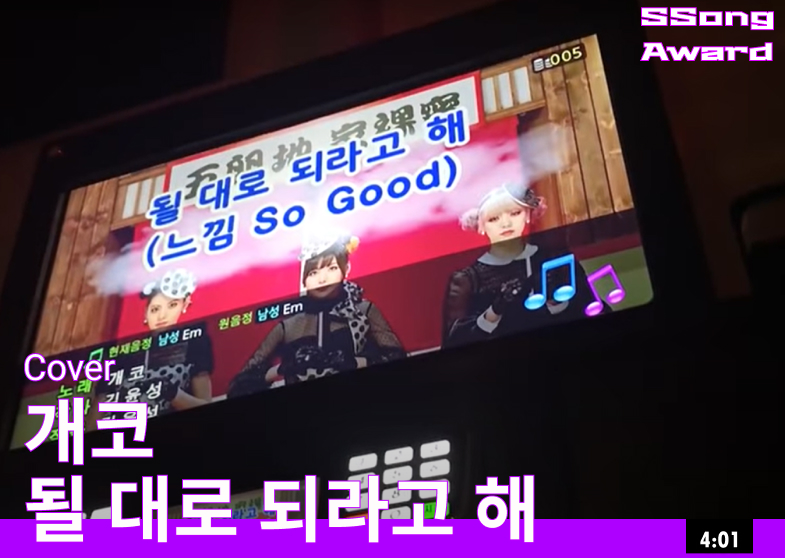 SSong
Award
005
될 대로 되라고 해
(느낌 So Good)
현재음정 남성 Em
원음정 남성 Em
노래
개코
김윤성
Cover
개코
될 대로 되라고 해
4:01